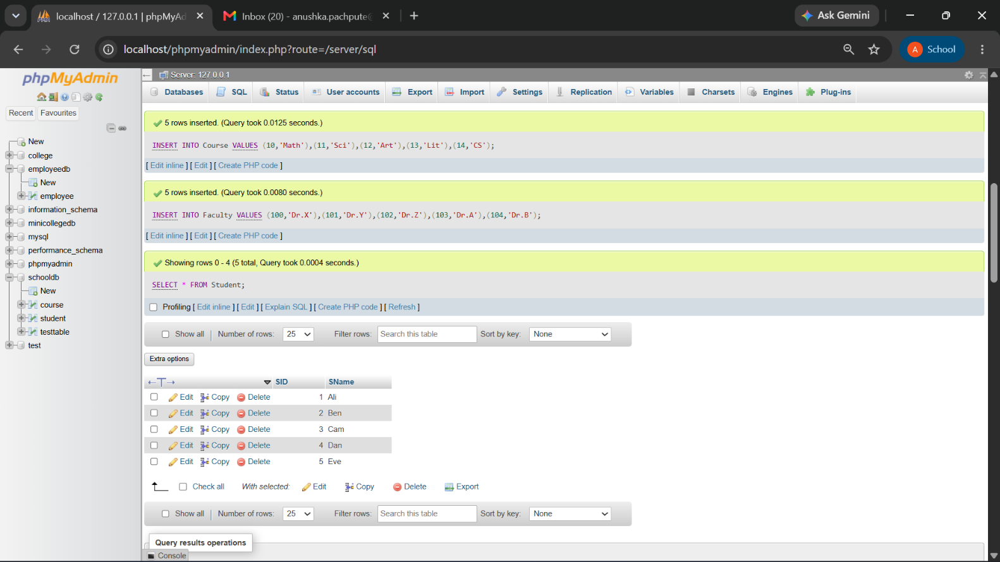 localhost / 127.0.0.1 | phpMyAd
Inbox (20) - anushka.pachpute@
Ask Gemini
localhost/phpmyadmin/index.php?route=/server/sql
A School
phpMyAdmin
Server: 127.0.0.1
Databases SQL Status User accounts Export Import Settings Replication Variables Charsets Engines Plug-ins
Recent Favourites
New
college
employeedb
New
employee
information_schema
minicollegedb
mysql
performance_schema
phpmyadmin
schooldb
New
course
student
testtable
test
5 rows inserted. (Query took 0.0125 seconds.)
INSERT INTO Course VALUES (10,'Math'),(11,'Sci'),(12,'Art'),(13,'Lit'),(14,'CS');
[ Edit inline ] [ Edit ] [ Create PHP code ]
5 rows inserted. (Query took 0.0080 seconds.)
INSERT INTO Faculty VALUES (100,'Dr.X'),(101,'Dr.Y'),(102,'Dr.Z'),(103,'Dr.A'),(104,'Dr.B');
[ Edit inline ] [ Edit ] [ Create PHP code ]
Showing rows 0 - 4 (5 total, Query took 0.0004 seconds.)
SELECT * FROM Student;
Profiling [ Edit inline ] [ Edit ] [ Explain SQL ] [ Create PHP code ] [ Refresh ]
Show all | Number of rows: 25 Filter rows: Search this table Sort by key: None
Extra options
←T→ SID SName
Edit Copy Delete 1 Ali
Edit Copy Delete 2 Ben
Edit Copy Delete 3 Cam
Edit Copy Delete 4 Dan
Edit Copy Delete 5 Eve
Check all With selected: Edit Copy Delete Export
Show all | Number of rows: 25 Filter rows: Search this table Sort by key: None
Query results operations
Console